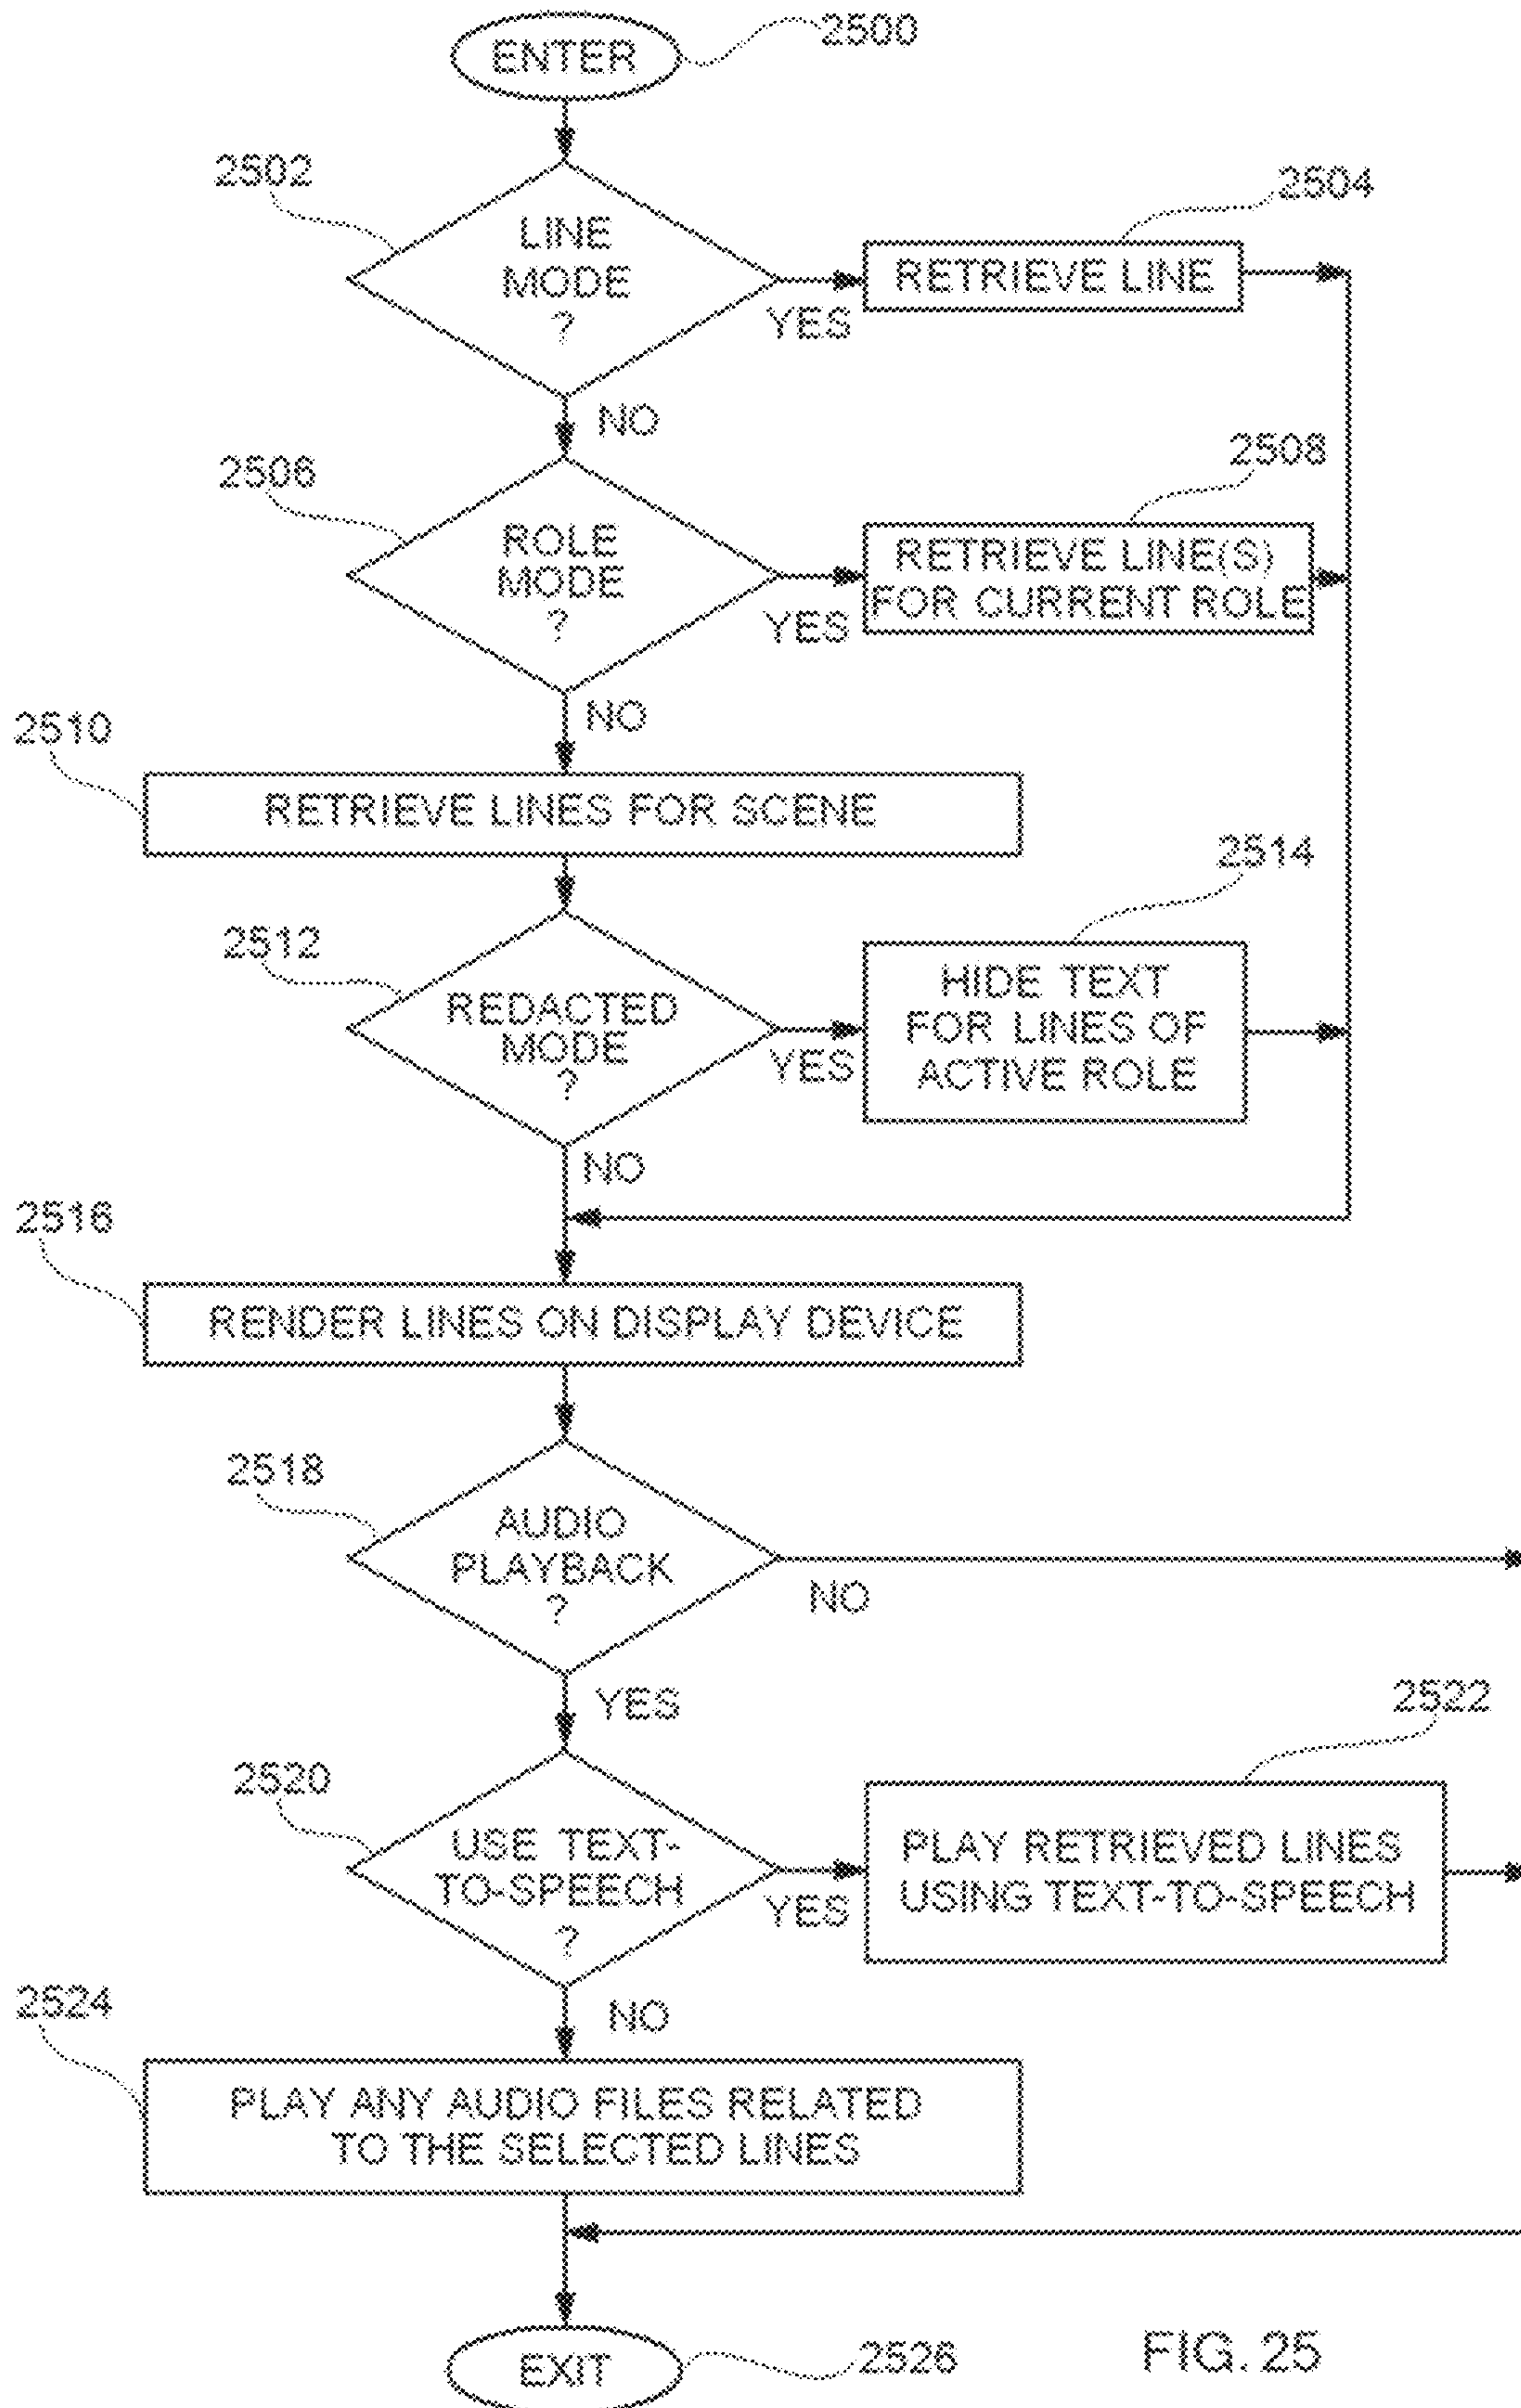 ENTER
2500
2502
LINE
MODE
?
YES
NO
2504
RETRIEVE LINE
2506
ROLE
MODE
?
YES
NO
2508
RETRIEVE LINE(S)
FOR CURRENT ROLE
2510
RETRIEVE LINES FOR SCENE
2512
REDACTED
MODE
?
YES
NO
2514
HIDE TEXT
FOR LINES OF
ACTIVE ROLE
2516
RENDER LINES ON DISPLAY DEVICE
2518
AUDIO
PLAYBACK
?
NO
YES
2520
USE TEXT-
TO-SPEECH
?
YES
NO
2522
PLAY RETRIEVED LINES
USING TEXT-TO-SPEECH
2524
PLAY ANY AUDIO FILES RELATED
TO THE SELECTED LINES
EXIT
2526
FIG. 25